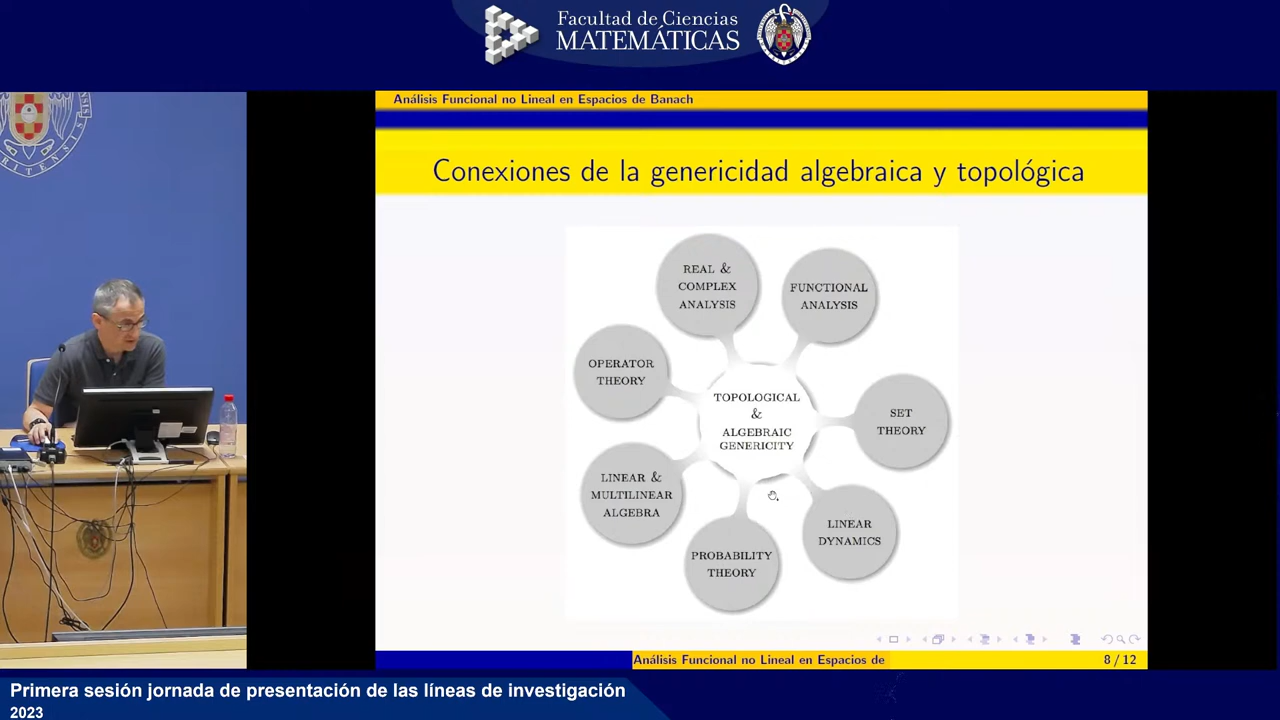 Facultad de Ciencias
MATEMÁTICAS
Análisis Funcional no Lineal en Espacios de Banach
Conexiones de la genericidad algebraica y topológica
REAL &
COMPLEX
ANALYSIS
FUNCTIONAL
ANALYSIS
OPERATOR
THEORY
TOPOLOGICAL
&
ALGEBRAIC
GENERICITY
SET
THEORY
LINEAR &
MULTILINEAR
ALGEBRA
LINEAR
DYNAMICS
PROBABILITY
THEORY
Análisis Funcional no Lineal en Espacios de
8 / 12
Primera sesión jornada de presentación de las líneas de investigación
2023